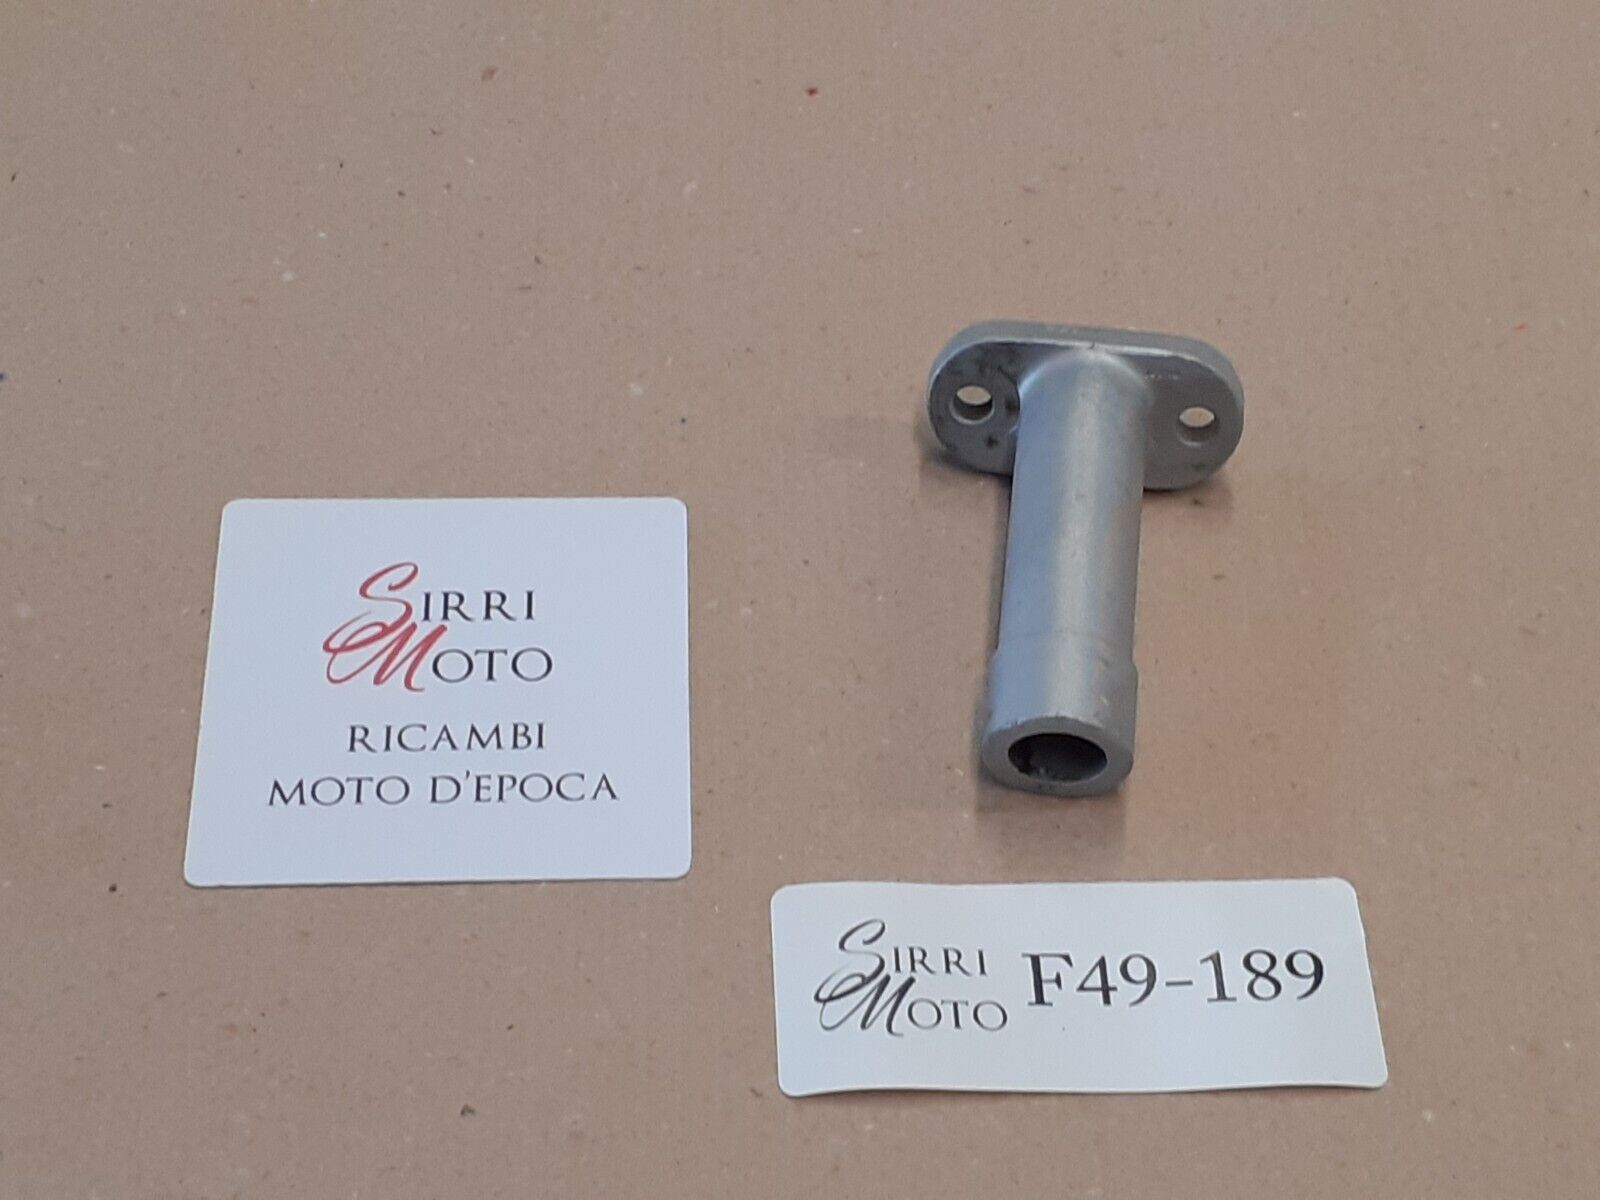 SIRRI
MOTO
RICAMBI
MOTO D'EPOCA
SIRRI
MOTO
F49-189